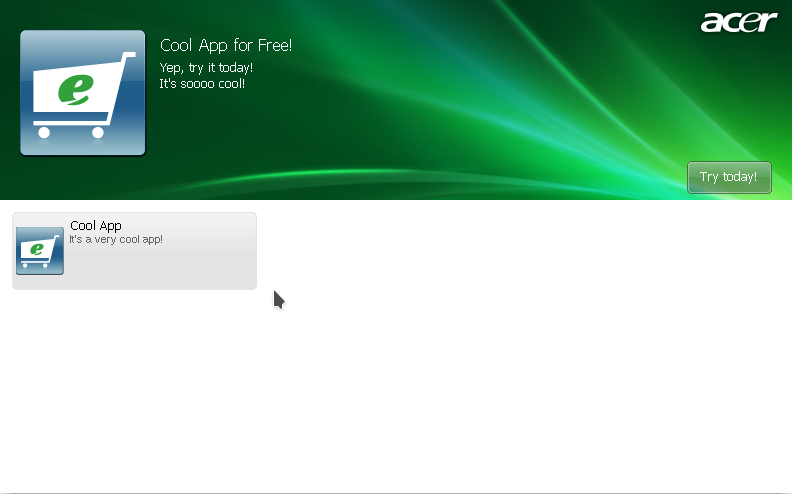 acer
Cool App for Free!
Yep, try it today!
It's soooo cool!
e
Try today!
Cool App
e
It's a very cool app!